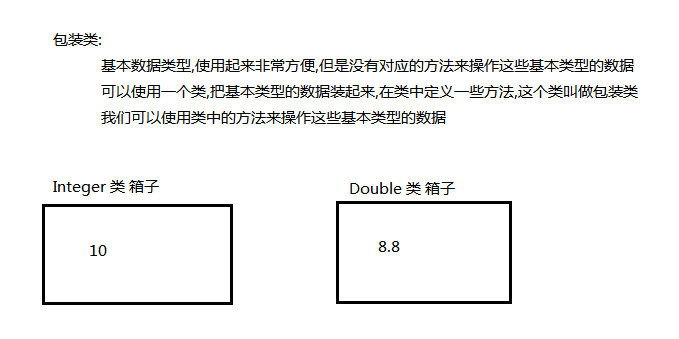 包装类:
基本数据类型,使用起来非常方便,但是没有对应的方法来操作这些基本类型的数据
可以使用一个类,把基本类型的数据装起来,在类中定义一些方法,这个类叫做包装类
我们可以使用类中的方法来操作这些基本类型的数据
Integer 类 箱子
Double 类 箱子
10
8.8